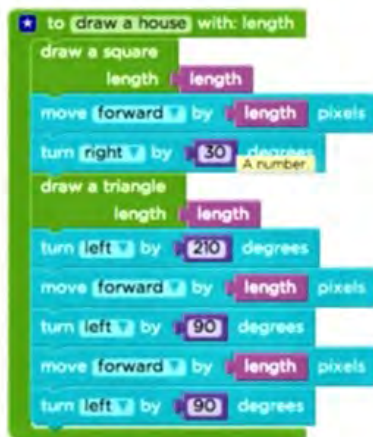 to draw a house with: length
draw a square
length length
move forward by length pixels
turn right by 30 degrees
A number.
draw a triangle
length length
turn left by 210 degrees
move forward by length pixels
turn left by 90 degrees
move forward by length pixels
turn left by 90 degrees